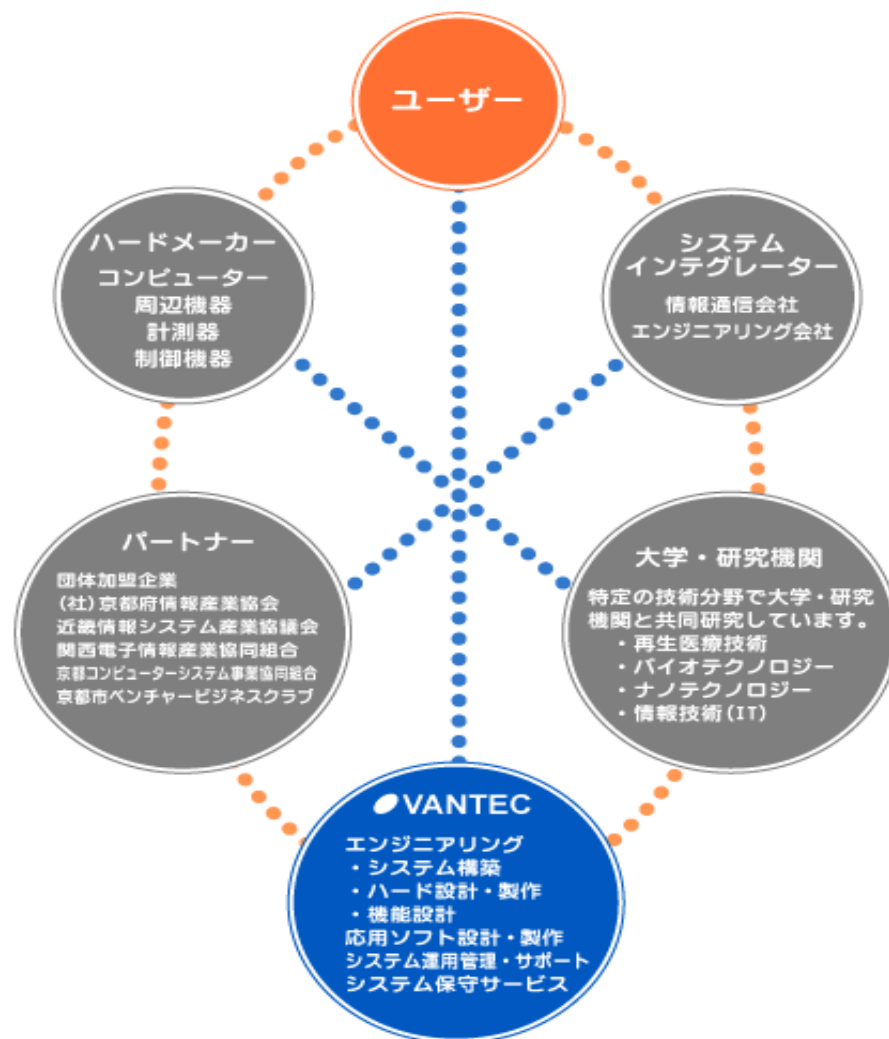 ユーザー
ハードメーカー
コンピューター
周辺機器
計測器
制御機器
システム
インテグレーター
情報通信会社
エンジニアリング会社
パートナー
団体加盟企業
(社)京都府情報産業協会
近畿情報システム産業協議会
関西電子情報産業協同組合
京都コンピューターシステム事業協同組合
京都市ベンチャービジネスクラブ
大学・研究機関
特定の技術分野で大学・研究
機関と共同研究しています。
・再生医療技術
・バイオテクノロジー
・ナノテクノロジー
・情報技術(IT)
VANTEC
エンジニアリング
・システム構築
・ハード設計・製作
・機能設計
応用ソフト設計・製作
システム運用管理・サポート
システム保守サービス